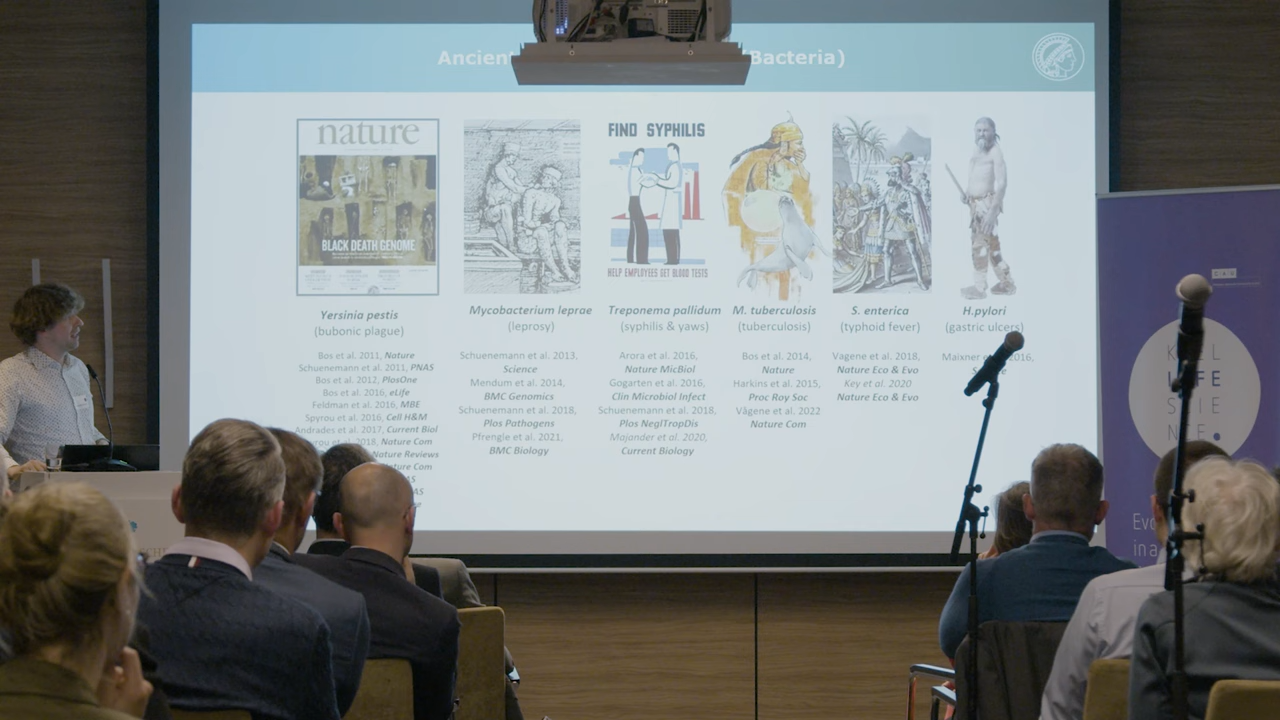 Bacteria)
nature
BLACK DEATH GENOME
FIND SYPHILIS
HELP EMPLOYEES GET BLOOD TESTS
Yersinia pestis
(bubonic plague)
Bos et al. 2011, Nature
Schuenemann et al. 2011, PNAS
Bos et al. 2012, PlosOne
Bos et al. 2016, eLife
Feldman et al. 2016, MBE
Spyrou et al. 2016, Cell H&M
Andrades et al. 2017, Current Biol
2018, Nature Com
Nature Reviews
Com
Mycobacterium leprae
(leprosy)
Schuenemann et al. 2013,
Science
Mendum et al. 2014,
BMC Genomics
Schuenemann et al. 2018,
Plos Pathogens
Pfrengle et al. 2021,
BMC Biology
Treponema pallidum
(syphilis & yaws)
Arora et al. 2016,
Nature MicBiol
Gogarten et al. 2016,
Clin Microbiol Infect
Schuenemann et al. 2018,
Plos NeglTropDis
Majander et al. 2020,
Current Biology
M. tuberculosis
(tuberculosis)
Bos et al. 2014,
Nature
Harkins et al. 2015,
Proc Roy Soc
Vågene et al. 2022
Nature Com
S. enterica
(typhoid fever)
Vagene et al. 2018,
Nature Eco & Evo
Key et al. 2020
Nature Eco & Evo
H.pylori
(gastric ulcers)
Maixner
LIFE